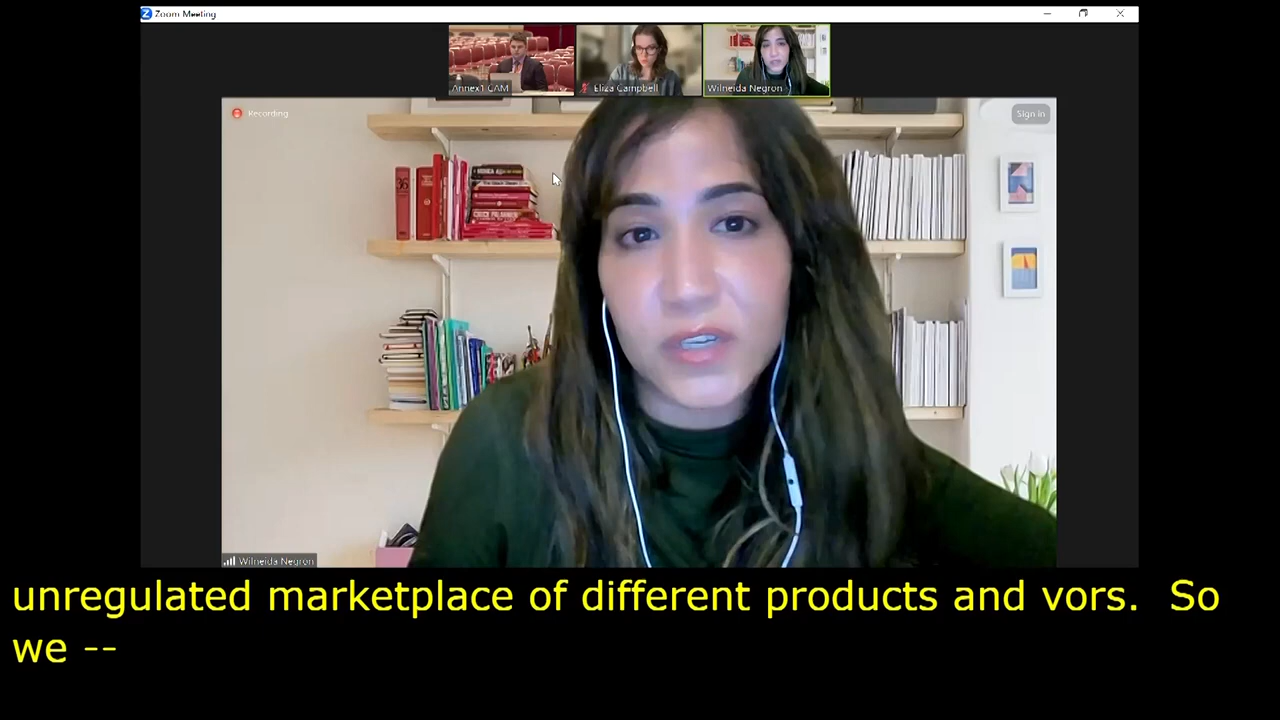 Zoom Meeting
Annex1 CAM
Eliza Campbell
Wilneida Negron
Recording
Sign in
Wilneida Negron
unregulated marketplace of different products and vors.  So
we --